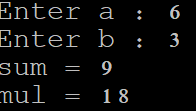 Enter a : 6
Enter b : 3
sum = 9
mul = 18